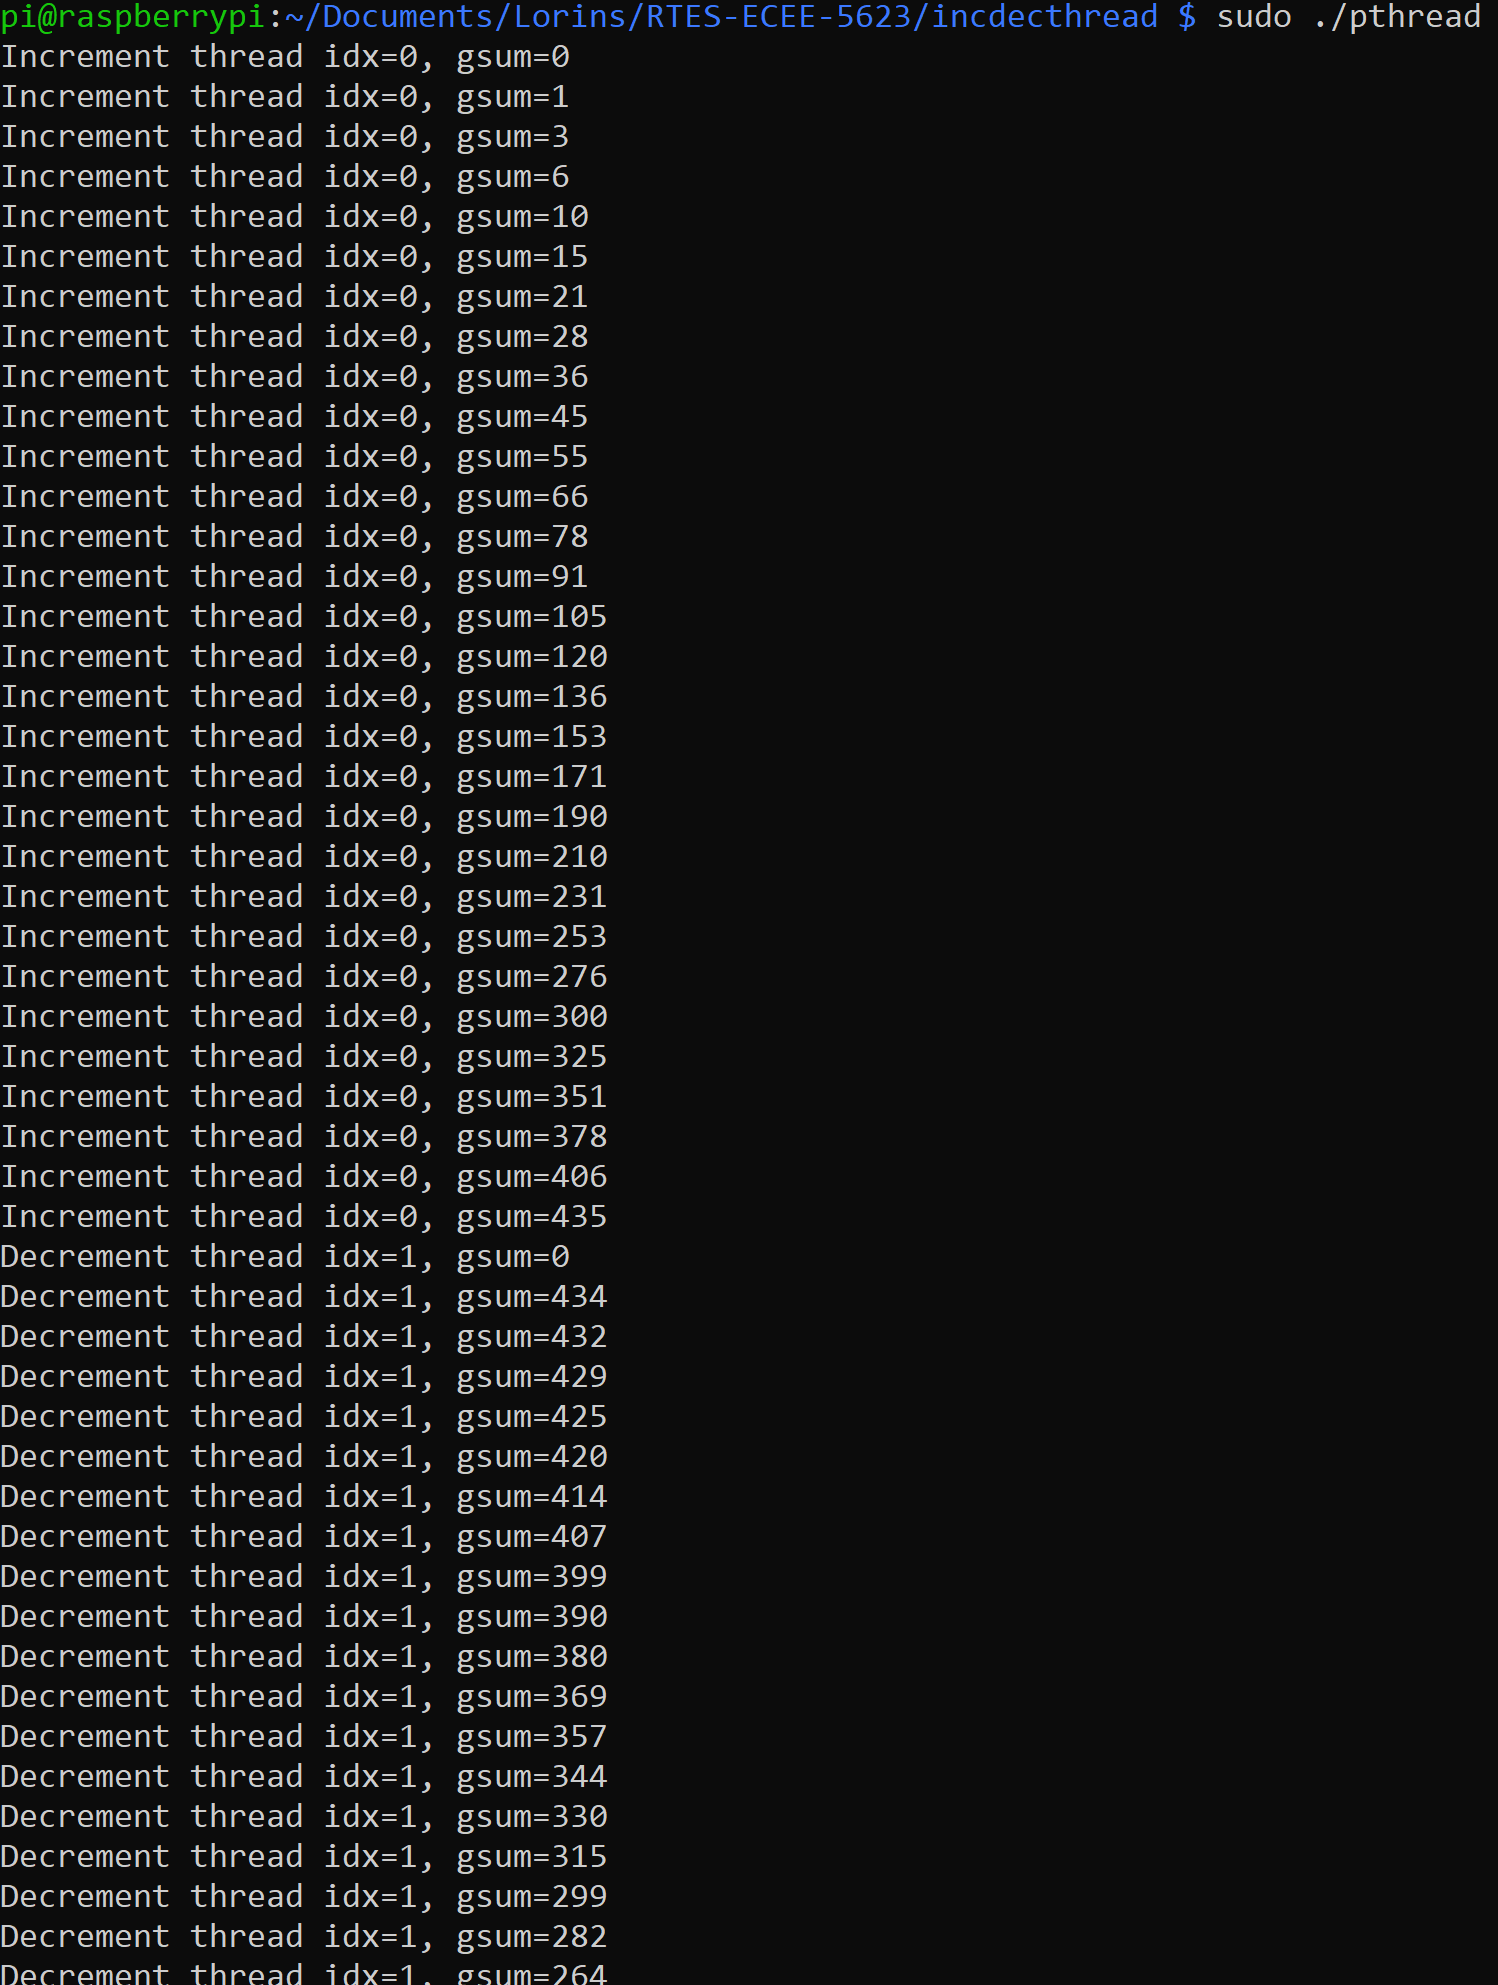 pi@raspberrypi:~/Documents/Lorins/RTES-ECEE-5623/incdecthread $ sudo ./pthread
Increment thread idx=0, gsum=0
Increment thread idx=0, gsum=1
Increment thread idx=0, gsum=3
Increment thread idx=0, gsum=6
Increment thread idx=0, gsum=10
Increment thread idx=0, gsum=15
Increment thread idx=0, gsum=21
Increment thread idx=0, gsum=28
Increment thread idx=0, gsum=36
Increment thread idx=0, gsum=45
Increment thread idx=0, gsum=55
Increment thread idx=0, gsum=66
Increment thread idx=0, gsum=78
Increment thread idx=0, gsum=91
Increment thread idx=0, gsum=105
Increment thread idx=0, gsum=120
Increment thread idx=0, gsum=136
Increment thread idx=0, gsum=153
Increment thread idx=0, gsum=171
Increment thread idx=0, gsum=190
Increment thread idx=0, gsum=210
Increment thread idx=0, gsum=231
Increment thread idx=0, gsum=253
Increment thread idx=0, gsum=276
Increment thread idx=0, gsum=300
Increment thread idx=0, gsum=325
Increment thread idx=0, gsum=351
Increment thread idx=0, gsum=378
Increment thread idx=0, gsum=406
Increment thread idx=0, gsum=435
Decrement thread idx=1, gsum=0
Decrement thread idx=1, gsum=434
Decrement thread idx=1, gsum=432
Decrement thread idx=1, gsum=429
Decrement thread idx=1, gsum=425
Decrement thread idx=1, gsum=420
Decrement thread idx=1, gsum=414
Decrement thread idx=1, gsum=407
Decrement thread idx=1, gsum=399
Decrement thread idx=1, gsum=390
Decrement thread idx=1, gsum=380
Decrement thread idx=1, gsum=369
Decrement thread idx=1, gsum=357
Decrement thread idx=1, gsum=344
Decrement thread idx=1, gsum=330
Decrement thread idx=1, gsum=315
Decrement thread idx=1, gsum=299
Decrement thread idx=1, gsum=282
Decrement thread idx=1, gsum=264